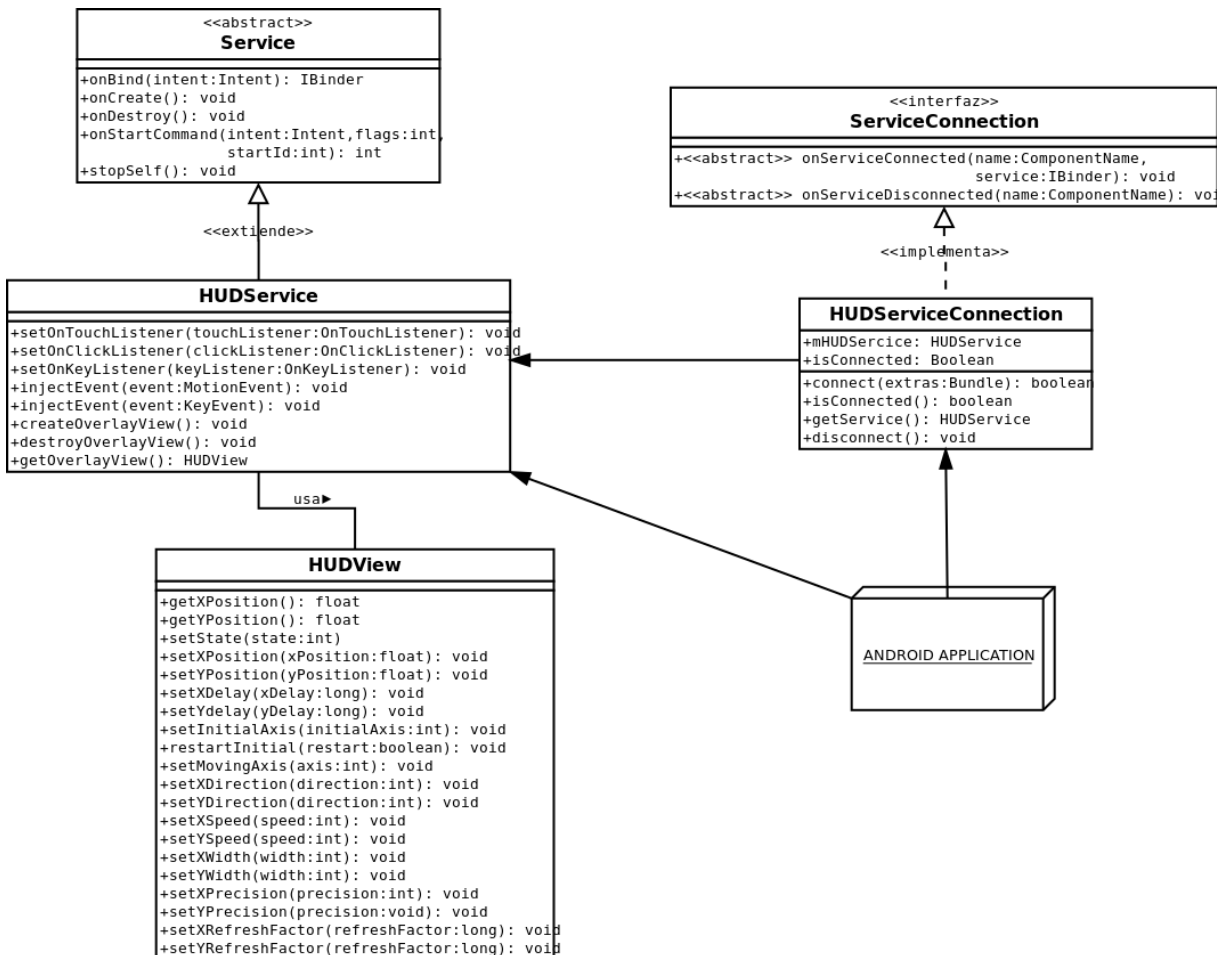 <<abstract>>
Service
+onBind(intent:Intent): IBinder
+onCreate(): void
+onDestroy(): void
+onStartCommand(intent:Intent,flags:int,
startId:int): int
+stopSelf(): void
<<interfaz>>
ServiceConnection
+<<abstract>> onServiceConnected(name:ComponentName,
service:IBinder): void
+<<abstract>> onServiceDisconnected(name:ComponentName): voi
<<extiende>>
<<implementa>>
HUDService
+setOnTouchListener(touchListener:OnTouchListener): void
+setOnClickListener(clickListener:OnClickListener): void
+setOnKeyListener(keyListener:OnKeyListener): void
+injectEvent(event:MotionEvent): void
+injectEvent(event:KeyEvent): void
+createOverlayView(): void
+destroyOverlayView(): void
+getOverlayView(): HUDView
HUDServiceConnection
+mHUDSercice: HUDService
+isConnected: Boolean
+connect(extras:Bundle): boolean
+isConnected(): boolean
+getService(): HUDService
+disconnect(): void
usa►
HUDView
+getXPosition(): float
+getYPosition(): float
+setState(state:int)
+setXPosition(xPosition:float): void
+setYPosition(yPosition:float): void
+setXDelay(xDelay:long): void
+setYdelay(yDelay:long): void
+setInitialAxis(initialAxis:int): void
+restartInitial(restart:boolean): void
+setMovingAxis(axis:int): void
+setXDirection(direction:int): void
+setYDirection(direction:int): void
+setXSpeed(speed:int): void
+setYSpeed(speed:int): void
+setXWidth(width:int): void
+setYWidth(width:int): void
+setXPrecision(precision:int): void
+setYPrecision(precision:void): void
+setXRefreshFactor(refreshFactor:long): void
+setYRefreshFactor(refreshFactor:long): void
ANDROID APPLICATION